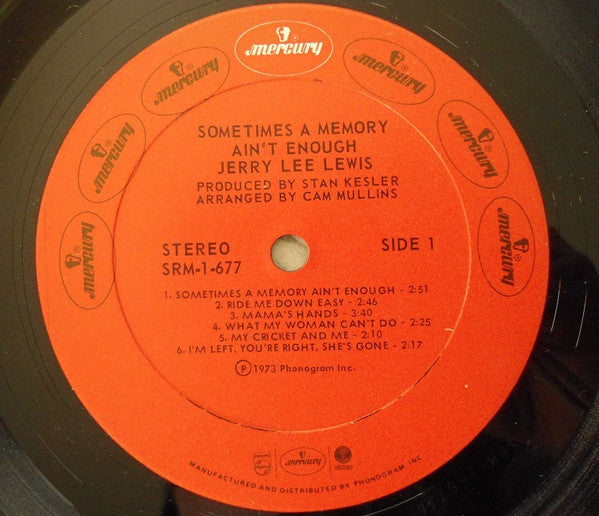 mercury
mercury
mercury
mercury
mercury
mercury
mercury
SOMETIMES A MEMORY
AIN'T ENOUGH
JERRY LEE LEWIS
PRODUCED BY STAN KESLER
ARRANGED BY CAM MULLINS
STEREO
SRM-1-677
SIDE 1
1. SOMETIMES A MEMORY AIN'T ENOUGH - 2:51
2. RIDE ME DOWN EASY - 2:46
3. MAMA'S HANDS - 3:40
4. WHAT MY WOMAN CAN'T DO - 2:25
5. MY CRICKET AND ME - 2:10
6. I'M LEFT, YOU'RE RIGHT, SHE'S GONE - 2:17
Ⓟ 1973 Phonogram Inc.
PHILIPS
mercury
MANUFACTURED AND DISTRIBUTED BY PHONOGRAM, INC